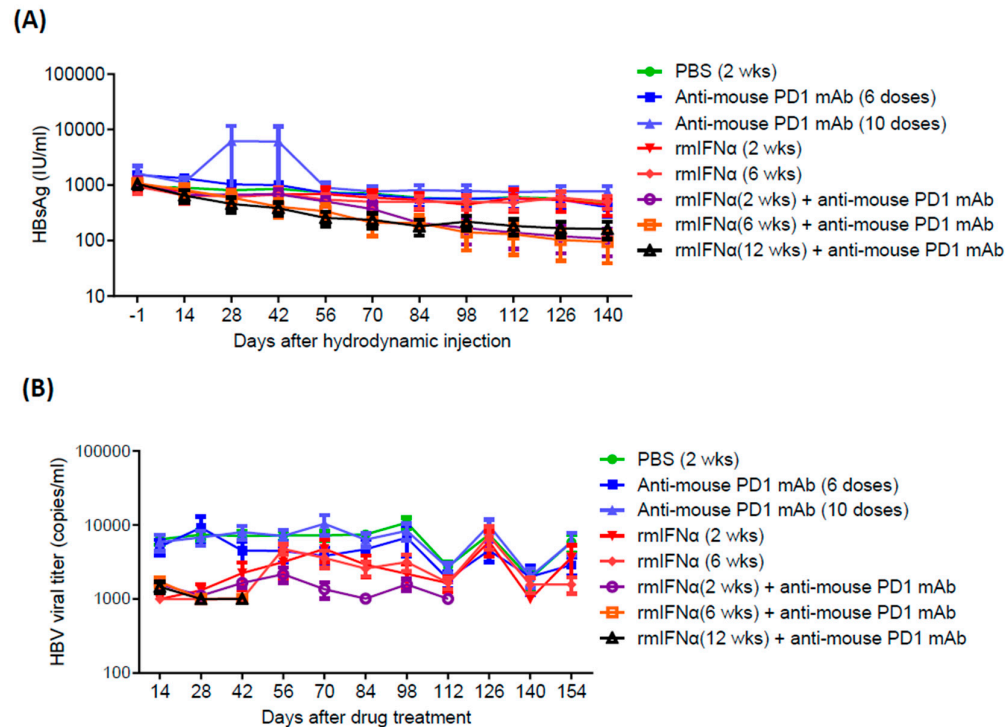 (A)
HBsAg (IU/ml)
100000
10000
1000
100
10
-1 14 28 42 56 70 84 98 112 126 140
Days after hydrodynamic injection
PBS (2 wks)
Anti-mouse PD1 mAb (6 doses)
Anti-mouse PD1 mAb (10 doses)
rmIFNα (2 wks)
rmIFNα (6 wks)
rmIFNα(2 wks) + anti-mouse PD1 mAb
rmIFNα(6 wks) + anti-mouse PD1 mAb
rmIFNα(12 wks) + anti-mouse PD1 mAb
(B)
HBV viral titer (copies/ml)
100000
10000
1000
100
14 28 42 56 70 84 98 112 126 140 154
Days after drug treatment
PBS (2 wks)
Anti-mouse PD1 mAb (6 doses)
Anti-mouse PD1 mAb (10 doses)
rmIFNα (2 wks)
rmIFNα (6 wks)
rmIFNα(2 wks) + anti-mouse PD1 mAb
rmIFNα(6 wks) + anti-mouse PD1 mAb
rmIFNα(12 wks) + anti-mouse PD1 mAb